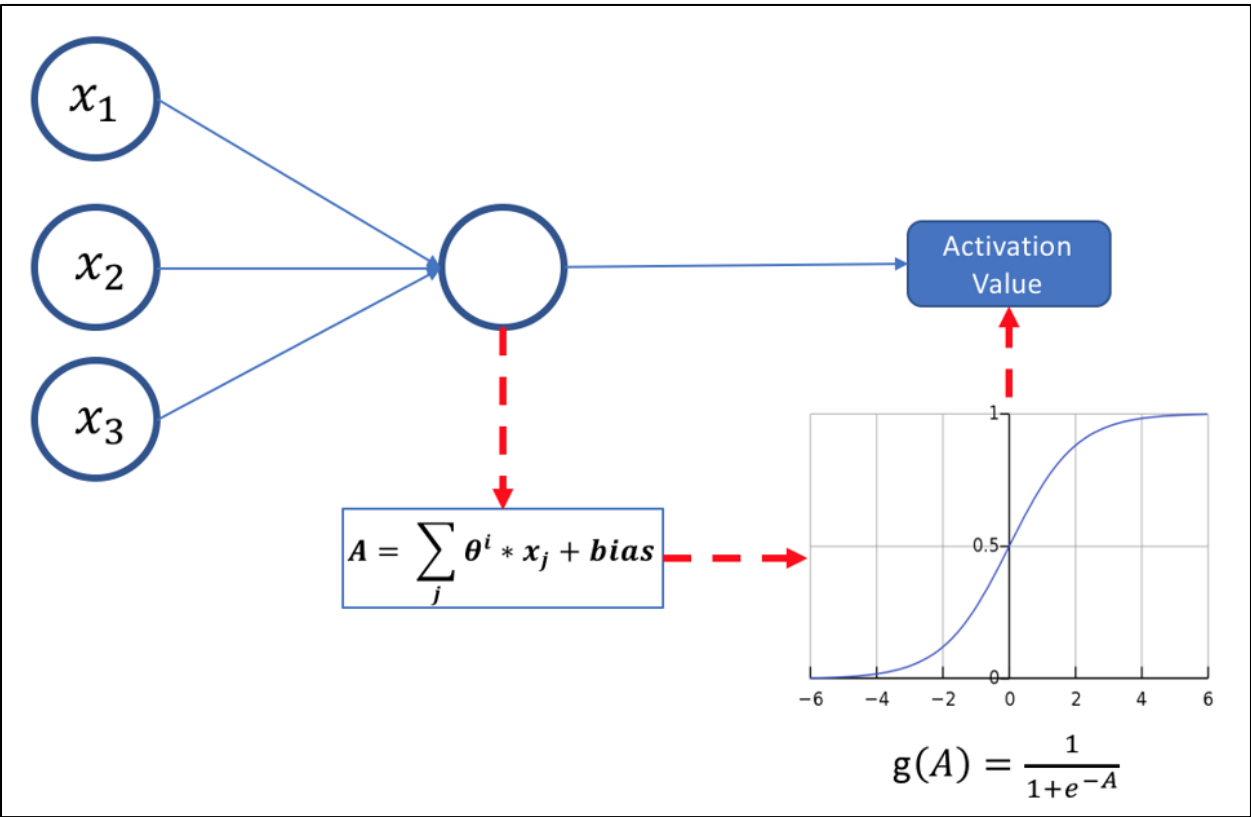 x₁
x₂
x₃
Activation
Value
A = ∑ⱼ θⁱ * xⱼ + bias
1
0.5
0
−6 −4 −2 0 2 4 6
g(A) = 1/(1+e^−A)